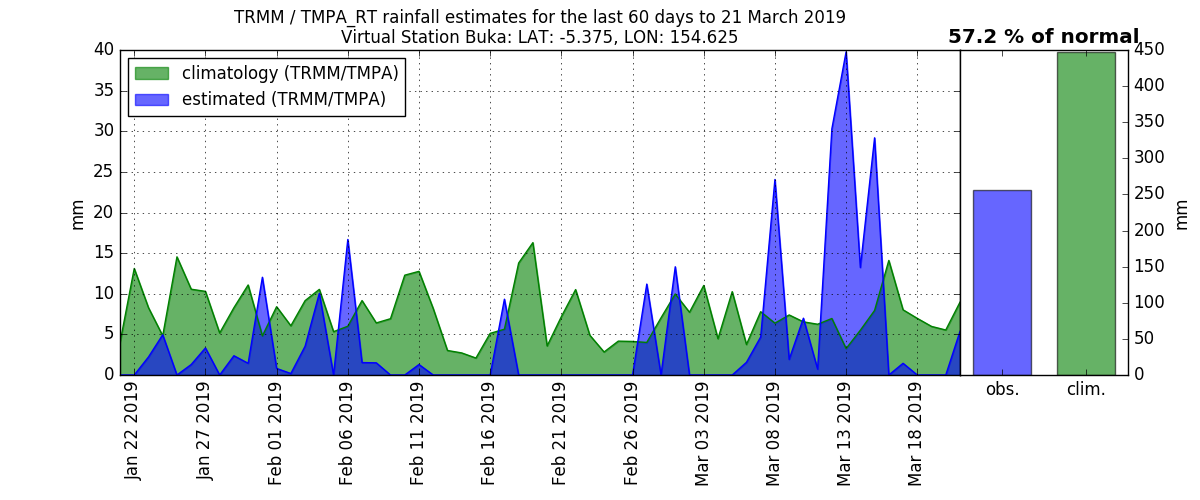 TRMM / TMPA_RT rainfall estimates for the last 60 days to 21 March 2019
Virtual Station Buka: LAT: -5.375, LON: 154.625
57.2 % of normal
climatology (TRMM/TMPA)
estimated (TRMM/TMPA)
40
35
30
25
20
15
10
5
0
mm
Jan 22 2019
Jan 27 2019
Feb 01 2019
Feb 06 2019
Feb 11 2019
Feb 16 2019
Feb 21 2019
Feb 26 2019
Mar 03 2019
Mar 08 2019
Mar 13 2019
Mar 18 2019
450
400
350
300
250
200
150
100
50
0
mm
obs.
clim.